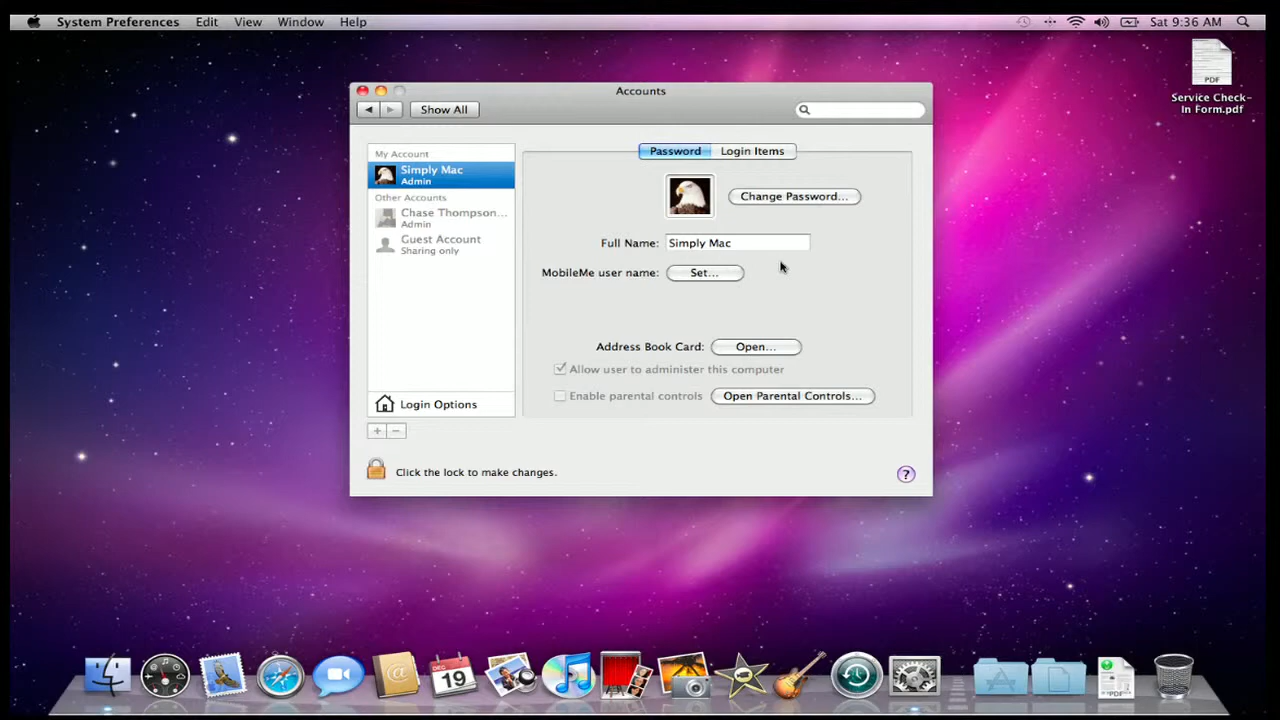 System Preferences Edit View Window Help
Sat 9:36 AM
PDF
Service Check-
In Form.pdf
Accounts
Show All
My Account
Simply Mac
Admin
Other Accounts
Chase Thompson...
Admin
Guest Account
Sharing only
Login Options
+ −
Password Login Items
Change Password...
Full Name: Simply Mac
MobileMe user name: Set...
Address Book Card: Open...
Allow user to administer this computer
Enable parental controls Open Parental Controls...
Click the lock to make changes.
?
DEC
19
PDF